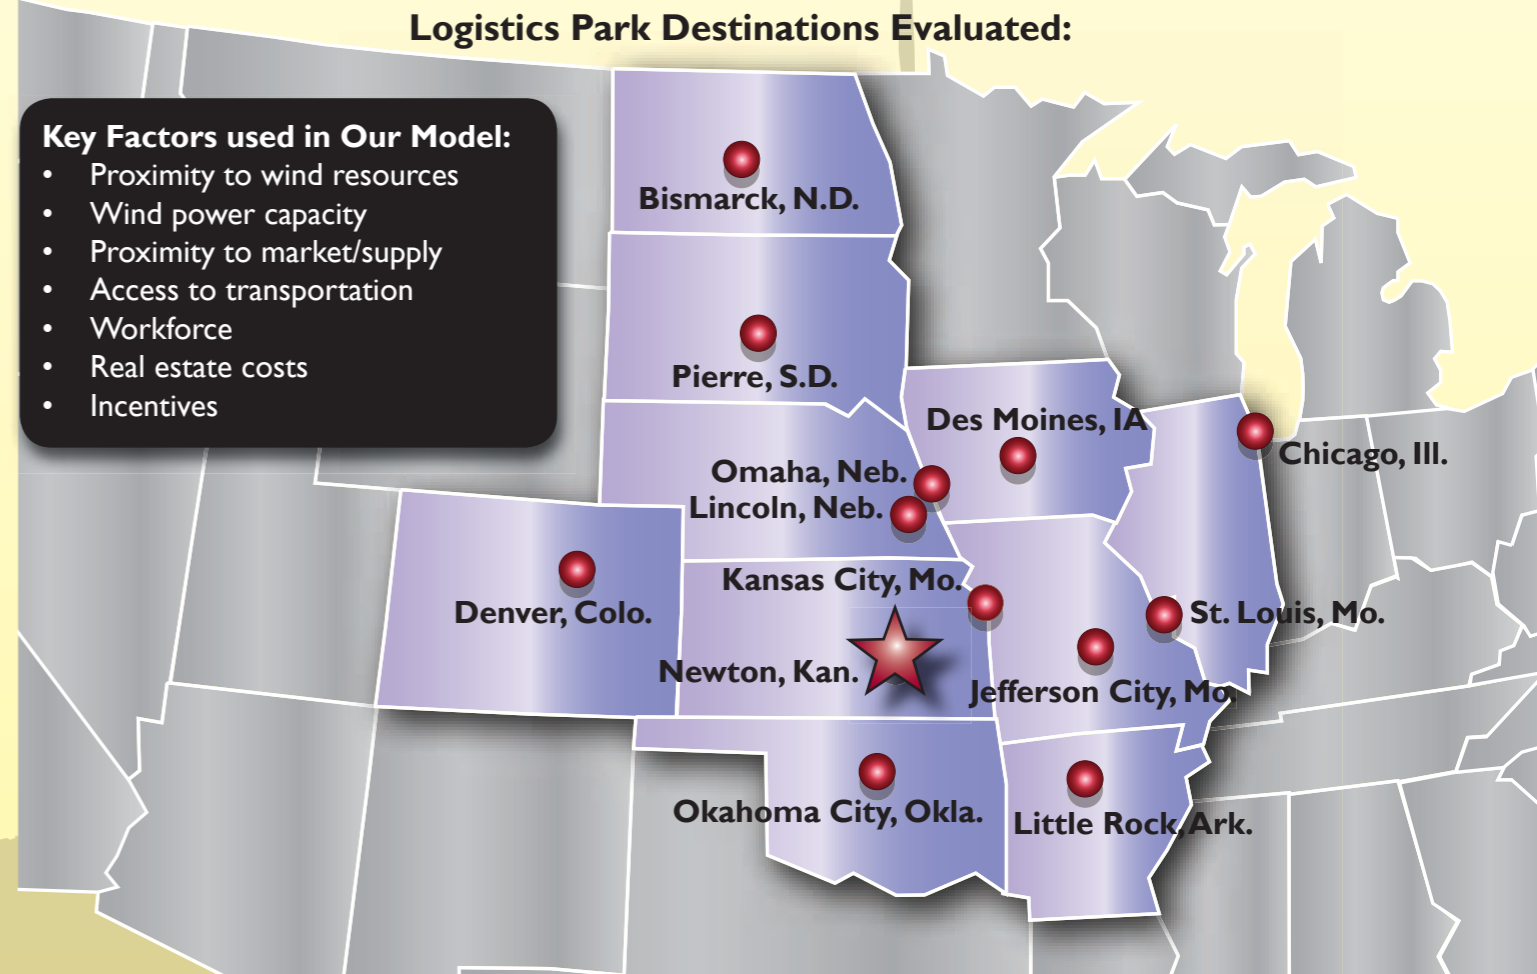 Logistics Park Destinations Evaluated:
Key Factors used in Our Model:
• Proximity to wind resources
• Wind power capacity
• Proximity to market/supply
• Access to transportation
• Workforce
• Real estate costs
• Incentives
Bismarck, N.D.
Pierre, S.D.
Des Moines, IA
Chicago, Ill.
Omaha, Neb.
Lincoln, Neb.
Kansas City, Mo.
Denver, Colo.
St. Louis, Mo.
Newton, Kan.
Jefferson City, Mo.
Okahoma City, Okla.
Little Rock, Ark.